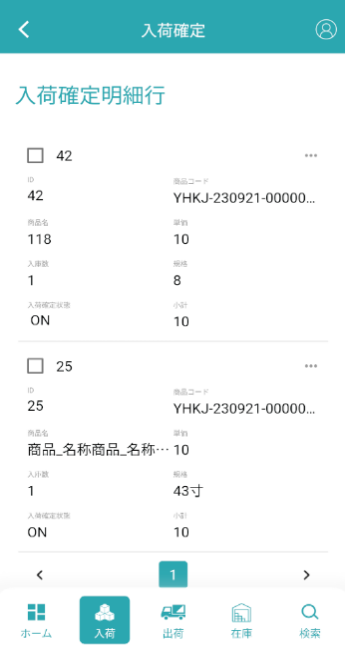 入荷確定
入荷確定明細行
42
ID
商品コード
42
YHKJ-230921-00000...
商品名
単価
118
10
入庫数
規格
1
8
入荷確定状態
小計
ON
10
25
ID
商品コード
25
YHKJ-230921-00000...
商品名
単価
商品_名称商品_名称…
10
入庫数
規格
1
43寸
入荷確定状態
小計
ON
10
1
ホーム
入荷
出荷
在庫
検索